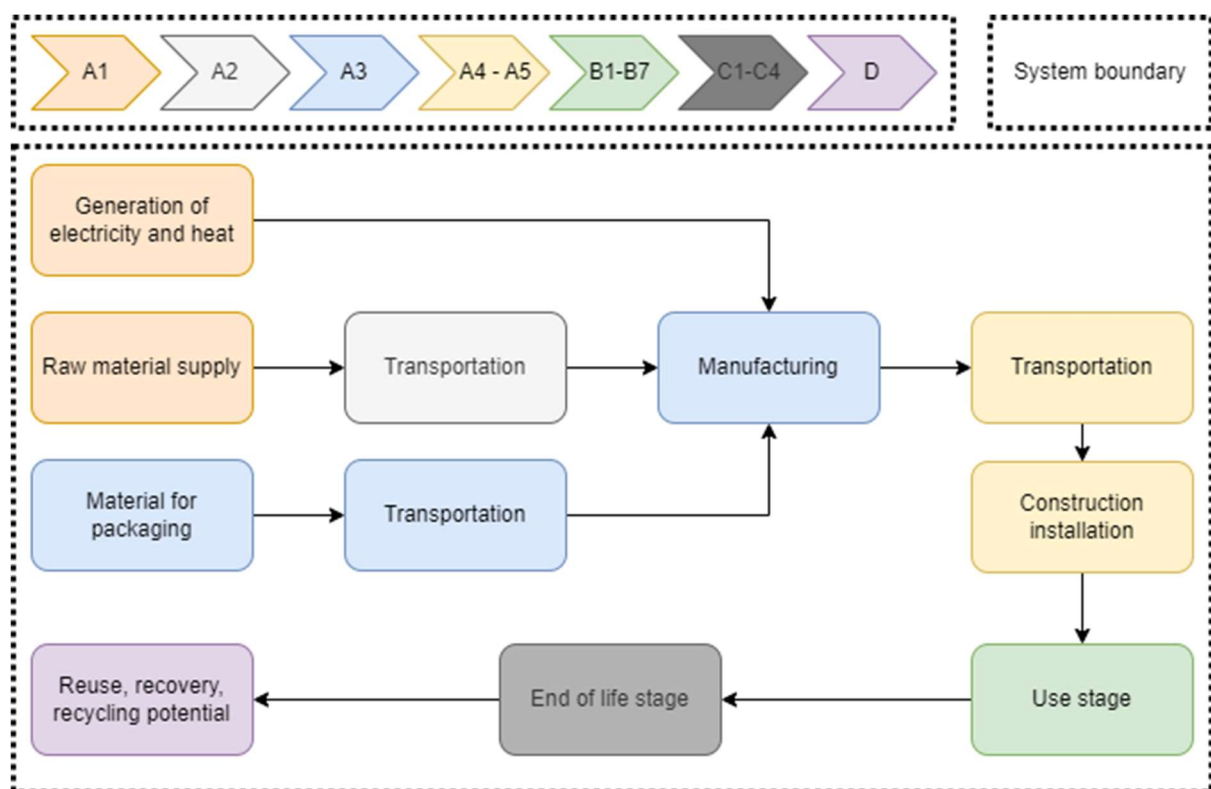 A1
A2
A3
A4 - A5
B1-B7
C1-C4
D
System boundary
Generation of
electricity and heat
Raw material supply
Transportation
Manufacturing
Transportation
Material for
packaging
Transportation
Construction
installation
Reuse, recovery,
recycling potential
End of life stage
Use stage